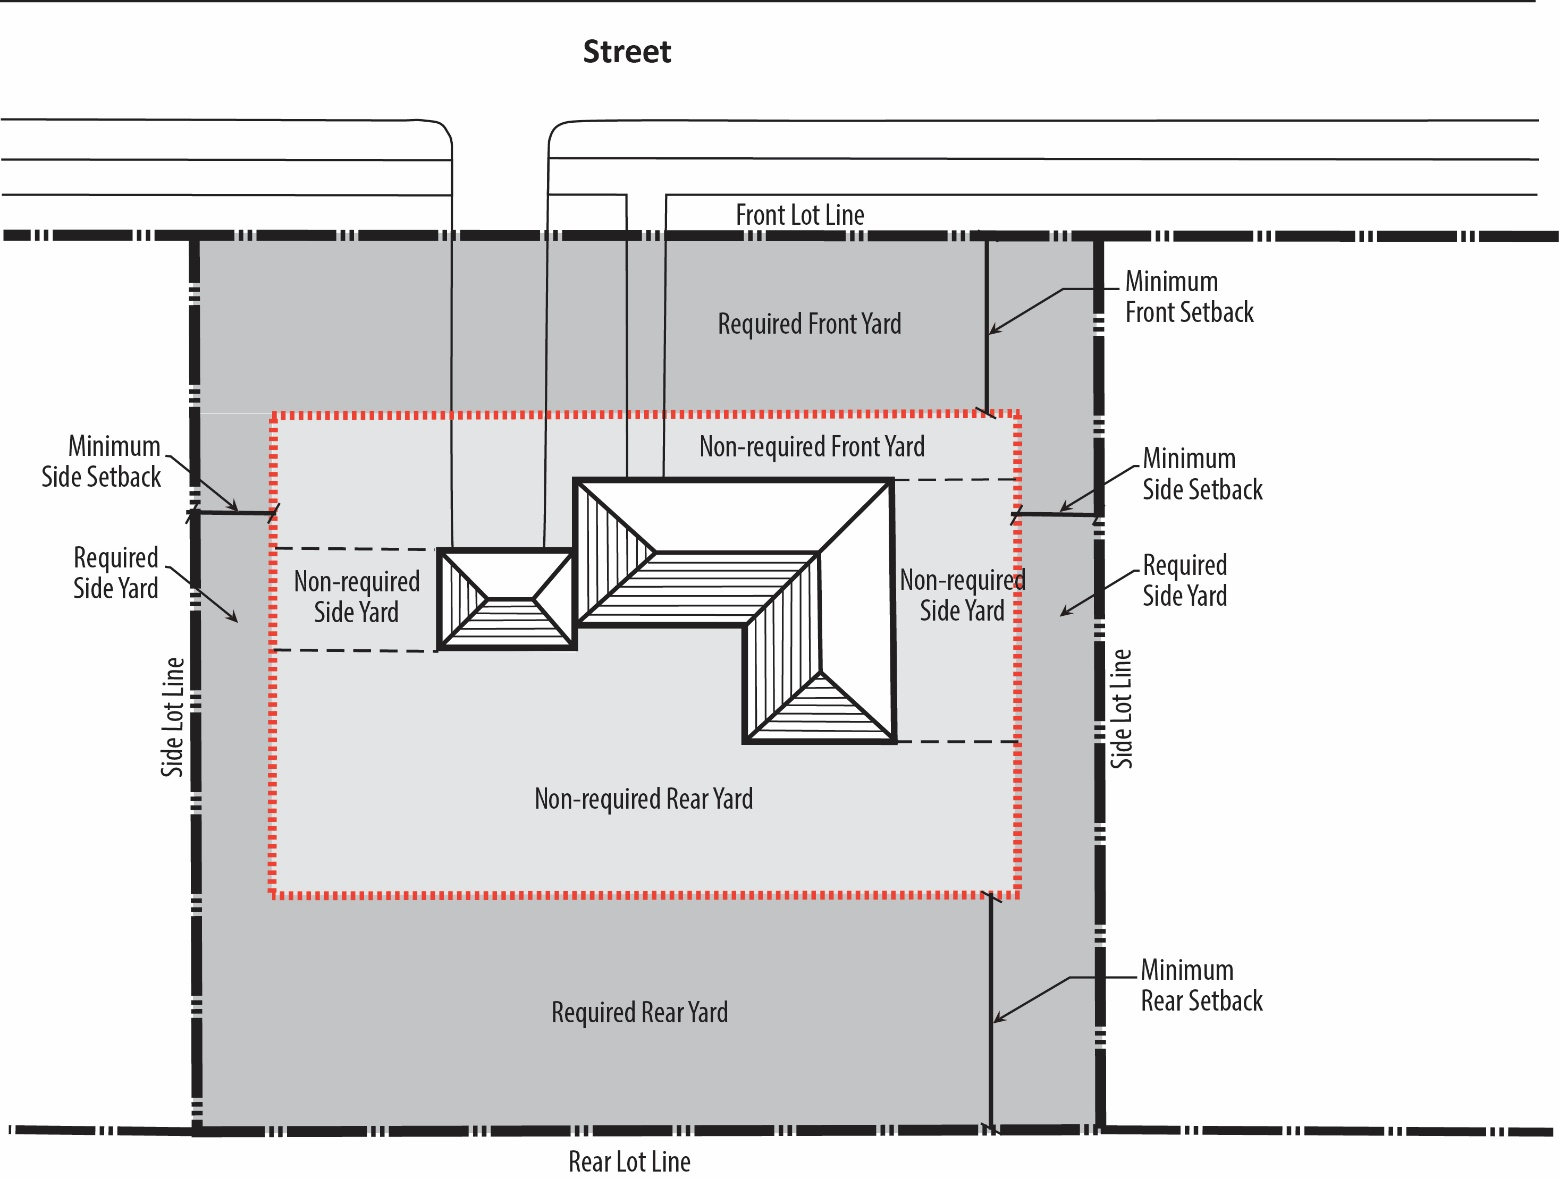 Street
Front Lot Line
Minimum
Front Setback
Required Front Yard
Non-required Front Yard
Minimum
Side Setback
Minimum
Side Setback
Required
Side Yard
Non-required
Side Yard
Non-required
Side Yard
Required
Side Yard
Side Lot Line
Side Lot Line
Non-required Rear Yard
Minimum
Rear Setback
Required Rear Yard
Rear Lot Line